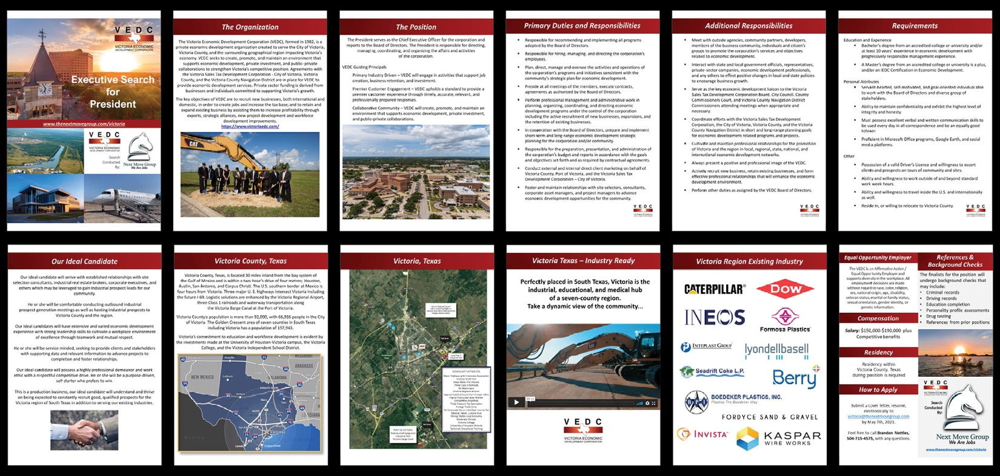 V E D C
VICTORIA ECONOMIC
DEVELOPMENT CORPORATION
Executive Search
for
President
www.thenextmovegroup.com/victoria
V E D C
VICTORIA ECONOMIC
DEVELOPMENT CORPORATION
Search
Conducted
By:
Next Move Group
We Are Jobs
The Organization
The Victoria Economic Development Corporation (VEDC), formed in 1982, is a
private economic development organization created to serve the City of Victoria,
Victoria County, and the surrounding geographical region impacting Victoria's
economy. VEDC seeks to create, promote, and maintain an environment that
supports economic development, private investment, and public- private
collaborations to strengthen Victoria's competitive position. Agreements with
the Victoria Sales Tax Development Corporation - City of Victoria, Victoria
County, and the Victoria County Navigation District are in place for VEDC to
provide economic development services. Private sector funding is derived from
businesses and individuals committed to supporting Victoria's growth.
The key objectives of VEDC are to recruit new businesses, both international and
domestic, in order to create jobs and increase the tax base; and to retain and
expand existing business by assisting them to increase profitability through
exports, strategic alliances, new project development and workforce
development improvements.
https://www.victoriaedc.com/
CAT
The Position
The President serves as the Chief Executive Officer for the corporation and
reports to the Board of Directors. The President is responsible for directing,
managing, coordinating, and organizing the affairs and activities
of the corporation.
VEDC Guiding Principals
Primary Industry Driven – VEDC will engage in activities that support job
creation, business retention, and investment.
Premier Customer Engagement – VEDC upholds a standard to provide a
premier customer experience through timely, accurate, relevant, and
professionally prepared responses.
Collaborative Community – VEDC will create, promote, and maintain an
environment that supports economic development, private investment,
and public-private collaborations.
Primary Duties and Responsibilities
• Responsible for recommending and implementing all programs
adopted by the Board of Directors.
• Responsible for hiring, managing, and directing the corporation's
employees.
• Plan, direct, manage and oversee the activities and operations of
the corporation's programs and initiatives consistent with the
community's strategic plan for economic development.
• Preside at all meetings of the members, execute contracts,
agreements as authorized by the Board of Directors.
• Perform professional management and administrative work in
planning, organizing, coordinating, and directing economic
development programs under the control of the corporation
including the active recruitment of new businesses, expansions, and
the retention of existing businesses.
• In cooperation with the Board of Directors, prepare and implement
short-term and long-range economic development strategic
planning for the corporation and/or community.
• Responsible for the preparation, presentation, and administration of
the corporation's budget and reports in accordance with the goals
and objectives set forth and as required by contractual agreements.
• Conduct external and internal direct client marketing on behalf of
Victoria County, Port of Victoria, and the Victoria Sales Tax
Development Corporation – City of Victoria.
• Foster and maintain relationships with site selectors, consultants,
corporate asset managers, and project managers to advance
economic development opportunities for the community.
V E D C
Additional Responsibilities
• Meet with outside agencies, community partners, developers,
members of the business community, individuals and citizen's
groups to promote the corporation's services and objectives
related to economic development.
• Interact with state and local government officials, representatives,
private-sector companies, economic development professionals,
and any others to effect positive changes in local and state policies
to encourage business growth.
• Serve as the key economic development liaison to the Victoria
Sales Tax Development Corporation Board, City Council, County
Commissioners Court, and Victoria County Navigation District
Commissioners attending meetings when appropriate and
necessary.
• Coordinate efforts with the Victoria Sales Tax Development
Corporation, the City of Victoria, Victoria County, and the Victoria
County Navigation District in short and long-range planning goals
for economic development related programs and projects.
• Cultivate and maintain professional relationships for the promotion
of Victoria and the region in local, regional, state, national, and
international economic development networks.
• Always present a positive and professional image of the VEDC.
• Actively recruit new business, retain existing businesses, and form
effective professional relationships that will enhance the economic
development environment.
• Perform other duties as assigned by the VEDC Board of Directors.
V E D C
Requirements
Education and Experience
• Bachelor's degree from an accredited college or university and/or
at least 10 years' experience in economic development with
progressively responsible management experience.
• A Master's degree from an accredited college or university is a plus,
and/or an IEDC Certification in Economic Development.
Personal Attributes
• Servant-hearted, self-motivated, and goal-oriented individual able
to work with the Board of Directors and diverse group of
stakeholders.
• Ability to maintain confidentiality and exhibit the highest level of
integrity and honesty.
• Must possess excellent verbal and written communication skills to
be used every day in all correspondence and be an equally good
listener.
• Proficient in Microsoft Office programs, Google Earth, and social
media platforms.
Other
• Possession of a valid Driver's License and willingness to escort
clients and prospects on tours of community and sites.
• Ability and willingness to work outside of and beyond standard
work week hours.
• Ability and willingness to travel inside the U.S. and internationally
as well.
• Reside in, or willing to relocate to Victoria County.
V E D C
Our Ideal Candidate
Our ideal candidate will arrive with established relationships with site
selection consultants, industrial real estate brokers, corporate executives, and
others which may be leveraged to gain industrial prospect leads for our
community.
He or she will be comfortable conducting outbound industrial
prospect generation meetings as well as hosting industrial prospects to
Victoria County and the region.
Our ideal candidates will have extensive and varied economic development
experience with strong leadership skills to cultivate a workplace environment
of excellence through teamwork and mutual respect.
He or she will be service minded, seeking to provide clients and stakeholders
with supporting data and relevant information to advance projects to
completion and foster relationships.
Our ideal candidate will possess a highly professional demeanor and work
ethic with a respectful competitive drive. He or she will be a purpose-driven,
self starter who prefers to win.
This is a production business, our ideal candidate will understand and thrive
on being expected to constantly recruit good, qualified prospects for the
Victoria region of South Texas in addition to servicing our existing industries.
Victoria County, Texas
Victoria County, Texas, is located 30 miles inland from the bay system of
the Gulf of Mexico and is within a two-hour's drive of four metros; Houston,
Austin, San Antonio, and Corpus Christi. The U.S. southern border at Mexico is
four hours from Victoria. Three major U. S. highways intersect Victoria including
the future I-69. Logistic solutions are enhanced by the Victoria Regional Airport,
three Class 1 railroads and waterway transportation along
the Victoria Barge Canal at the Port of Victoria.
Victoria County's population is more than 92,000, with 66,916 people in the City
of Victoria. The Golden Crescent area of seven counties in South Texas
including Victoria has a population of 197,943.
Victoria's commitment to education and workforce development is evident by
the investments made at the University of Houston-Victoria campus, the Victoria
College, and the Victoria Independent School District.
MISSOURI
ARKANSAS
OKLAHOMA
NEW MEXICO
LOUISIANA
Austin
Victoria
Laredo
Corpus Christi
MEXICO
Victoria, Texas
VICTORIA
COMMUNITY ATTRIBUTES
PORT OF VICTORIA
Victoria Texas – Industry Ready
Perfectly placed in South Texas, Victoria is the
industrial, educational, and medical hub
of a seven-county region.
Take a dynamic view of the community...
V E D C
VICTORIA ECONOMIC
DEVELOPMENT CORPORATION
Victoria Region Existing Industry
CATERPILLAR®
DOW
INEOS
Formosa Plastics®
INTEPLAST GROUP
lyondellbasell
Seadrift Coke L.P.
Berry
BPI
BOEDEKER PLASTICS, INC.
Plastics The Boedeker Way
FORDYCE SAND & GRAVEL
INVISTA
KASPAR
WIRE WORKS
Equal Opportunity Employer
The VEDC is an Affirmative Action /
Equal Opportunity Employer and
supports diversity in the workplace. All
employment decisions are made
without regard to race, color, religion,
sex, national origin, age, disability,
veteran status, marital or family status,
sexual orientation, gender identity, or
genetic information.
Compensation
Salary: $150,000-$190,000 plus
Competitive benefits
Residency
Residency within
Victoria County, Texas
during position is required
How to Apply
Submit a cover letter, resume,
electronically to
victoria@thenextmovegroup.com
by May 7th, 2021.
Feel free to call Brandon Nettles,
504-715-4575, with any questions.
References &
Background Checks
The finalists for the position will
undergo background checks that
may include:
• Criminal records
• Driving records
• Education completion
• Personality profile assessments
• Drug testing
• References from prior positions
V E D C
Search
Conducted
By:
Next Move Group
We Are Jobs
www.thenextmovegroup.com/victoria